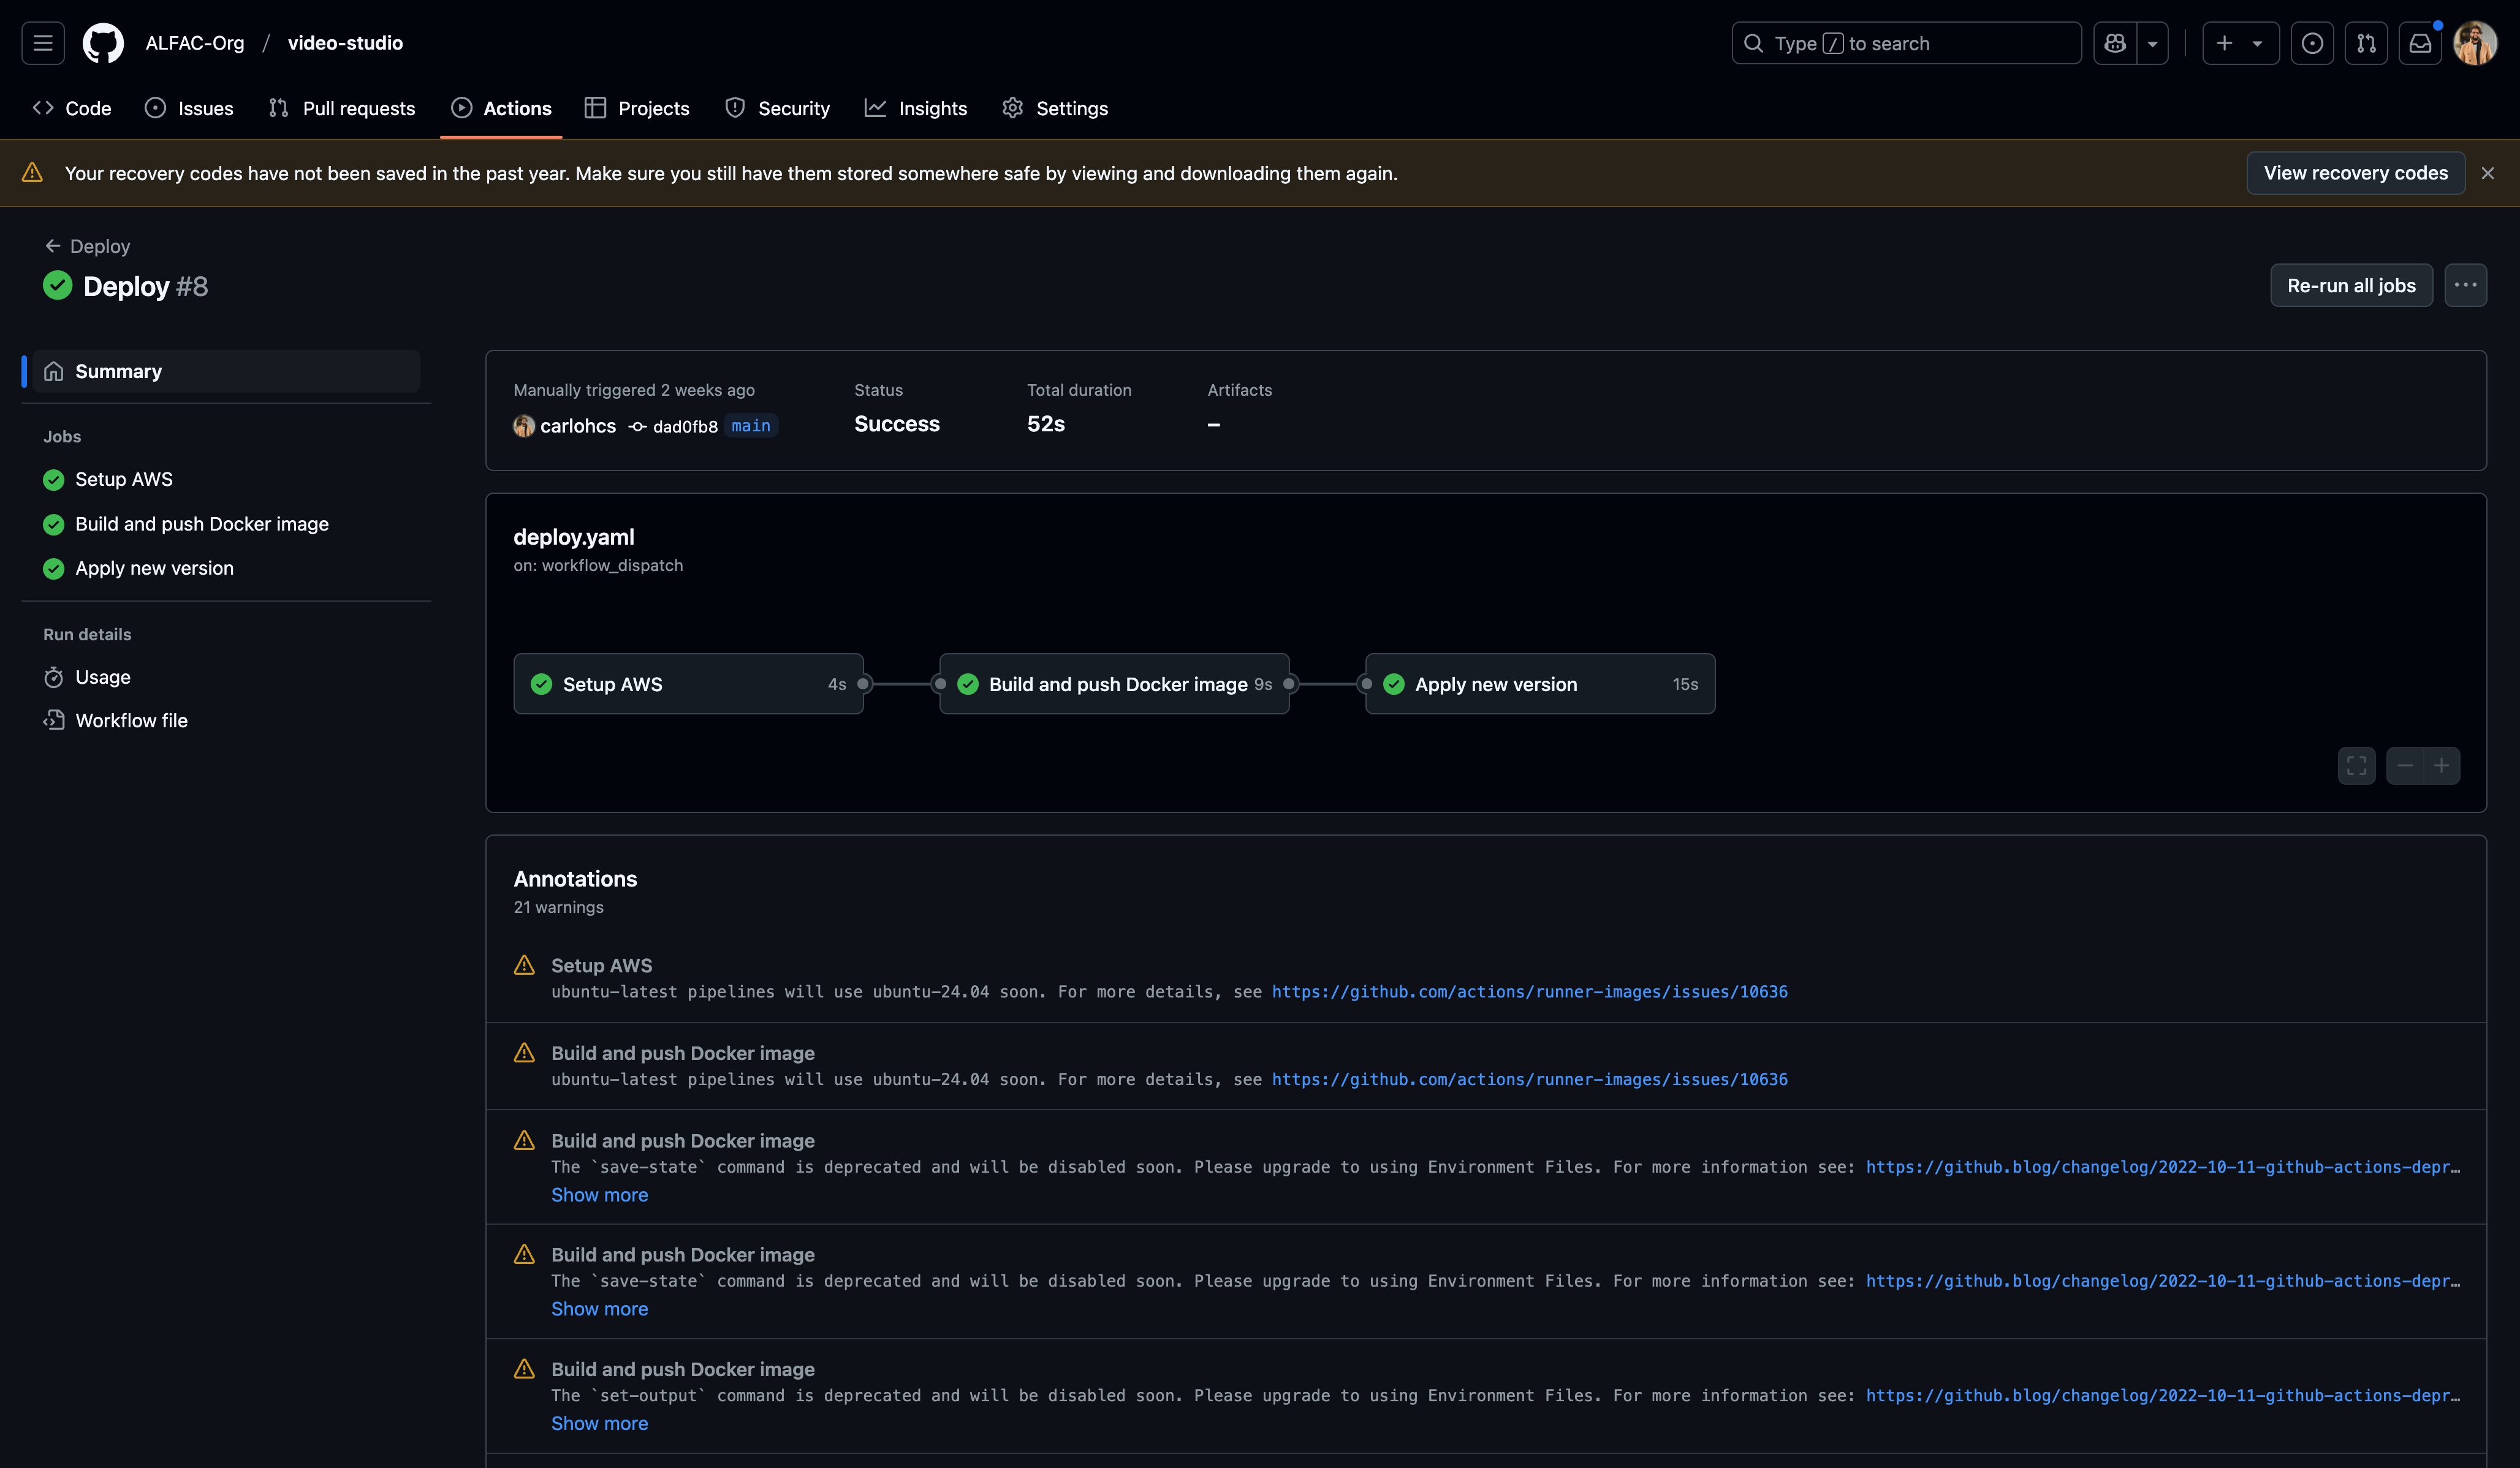 ALFAC-Org / video-studio
Type / to search
Code Issues Pull requests Actions Projects Security Insights Settings
Your recovery codes have not been saved in the past year. Make sure you still have them stored somewhere safe by viewing and downloading them again.
View recovery codes
Deploy
Deploy #8
Re-run all jobs
Summary
Jobs
Setup AWS
Build and push Docker image
Apply new version
Run details
Usage
Workflow file
Manually triggered 2 weeks ago
carlohcs dad0fb8 main
Status
Success
Total duration
52s
Artifacts
–
deploy.yaml
on: workflow_dispatch
Setup AWS 4s
Build and push Docker image 9s
Apply new version 15s
Annotations
21 warnings
Setup AWS
ubuntu-latest pipelines will use ubuntu-24.04 soon. For more details, see https://github.com/actions/runner-images/issues/10636
Build and push Docker image
ubuntu-latest pipelines will use ubuntu-24.04 soon. For more details, see https://github.com/actions/runner-images/issues/10636
Build and push Docker image
The `save-state` command is deprecated and will be disabled soon. Please upgrade to using Environment Files. For more information see: https://github.blog/changelog/2022-10-11-github-actions-depr…
Show more
Build and push Docker image
The `save-state` command is deprecated and will be disabled soon. Please upgrade to using Environment Files. For more information see: https://github.blog/changelog/2022-10-11-github-actions-depr…
Show more
Build and push Docker image
The `set-output` command is deprecated and will be disabled soon. Please upgrade to using Environment Files. For more information see: https://github.blog/changelog/2022-10-11-github-actions-depr…
Show more